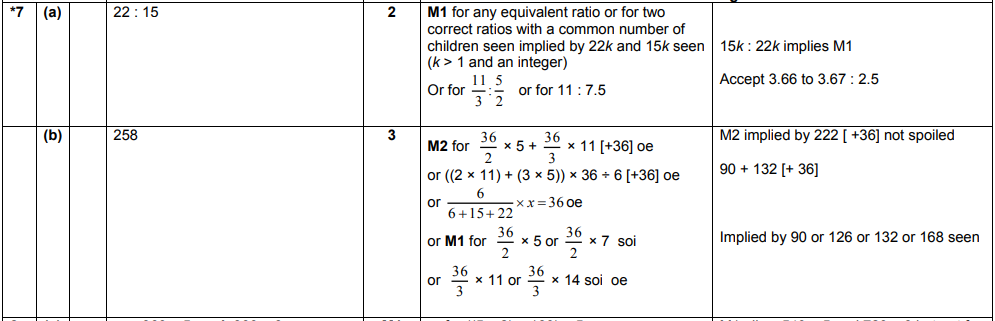 *7 (a) 22 : 15 2 M1 for any equivalent ratio or for two
correct ratios with a common number of
children seen implied by 22k and 15k seen
(k > 1 and an integer)
Or for 11/3 : 5/2 or for 11 : 7.5
15k : 22k implies M1
Accept 3.66 to 3.67 : 2.5
(b) 258 3 M2 for 36/2 × 5 + 36/3 × 11 [+36] oe
or ((2 × 11) + (3 × 5)) × 36 ÷ 6 [+36] oe
or 6/(6+15+22) × x = 36 oe
or M1 for 36/2 × 5 or 36/2 × 7 soi
or 36/3 × 11 or 36/3 × 14 soi oe
M2 implied by 222 [ +36] not spoiled
90 + 132 [+ 36]
Implied by 90 or 126 or 132 or 168 seen